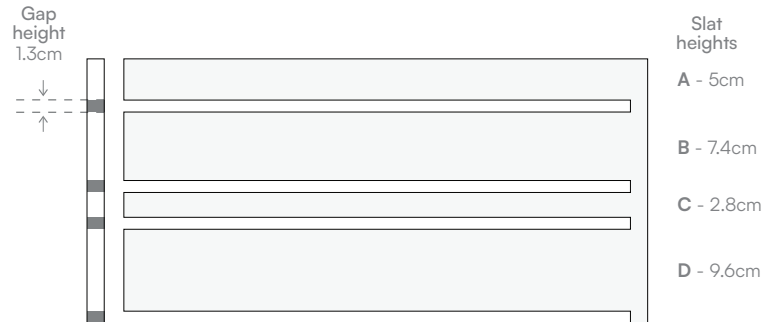 Gap
height
1.3cm
Slat
heights
A - 5cm
B - 7.4cm
C - 2.8cm
D - 9.6cm